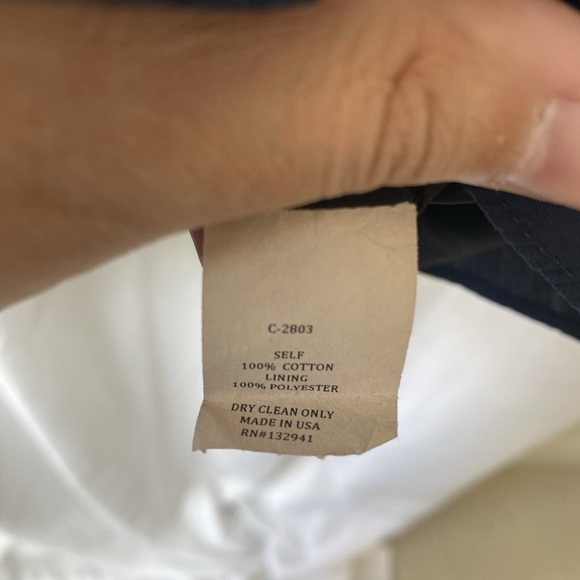 C-2803
SELF
100% COTTON
LINING
100% POLYESTER
DRY CLEAN ONLY
MADE IN USA
RN#132941